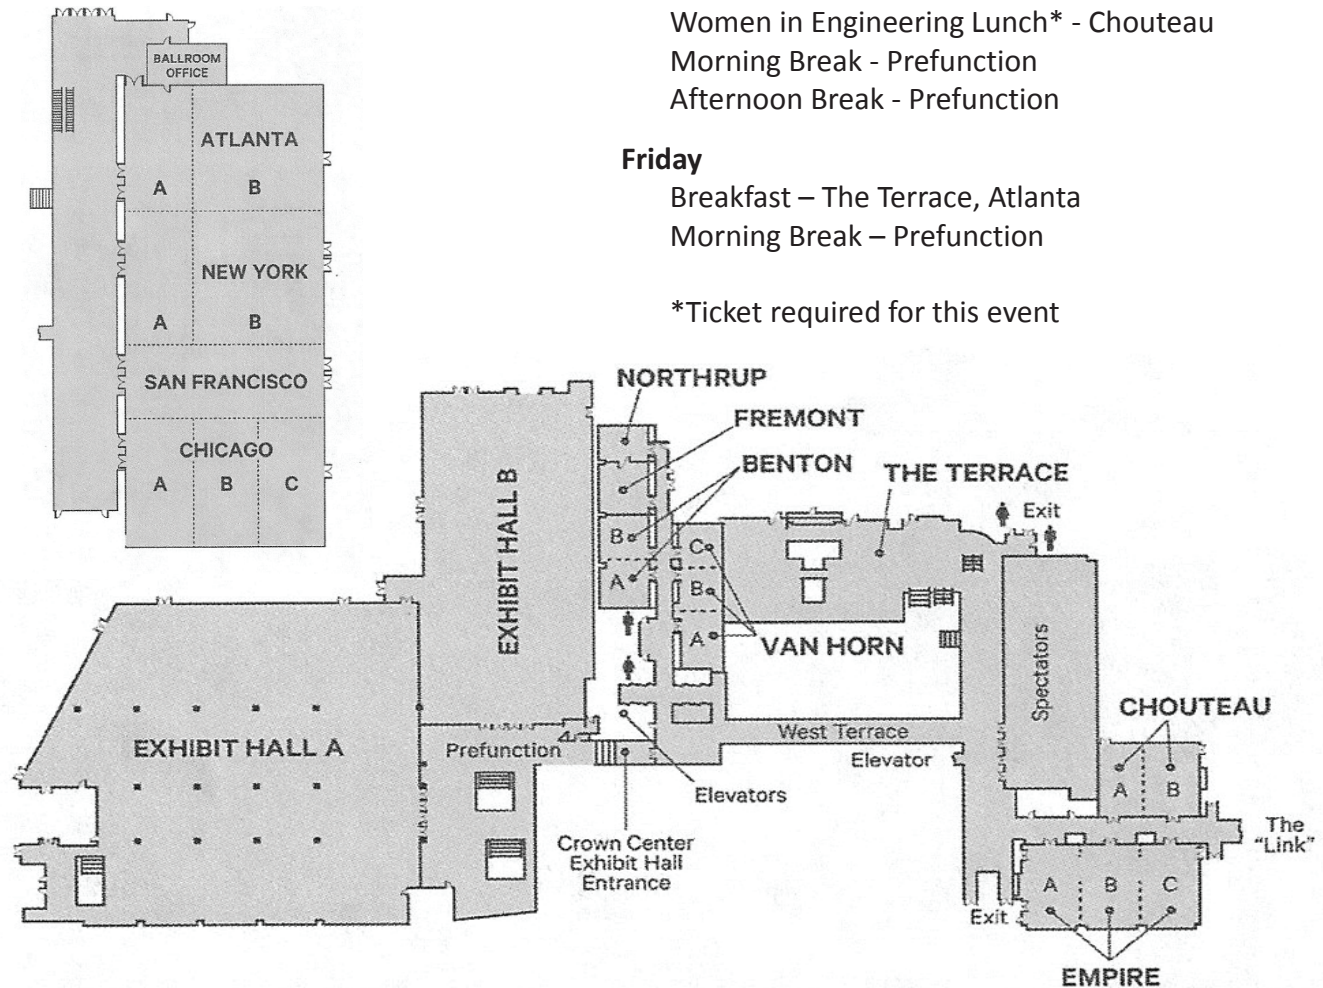 Women in Engineering Lunch* - Chouteau
Morning Break - Prefunction
Afternoon Break - Prefunction
Friday
Breakfast – The Terrace, Atlanta
Morning Break – Prefunction
*Ticket required for this event
BALLROOM
OFFICE
ATLANTA
A B
NEW YORK
A B
SAN FRANCISCO
CHICAGO
A B C
NORTHRUP
FREMONT
BENTON
THE TERRACE
Exit
EXHIBIT HALL B
B
A
C
B
A
VAN HORN
Spectators
CHOUTEAU
A B
West Terrace
Elevator
EXHIBIT HALL A
Prefunction
Elevators
Crown Center
Exhibit Hall
Entrance
The
"Link"
A B C
Exit
EMPIRE